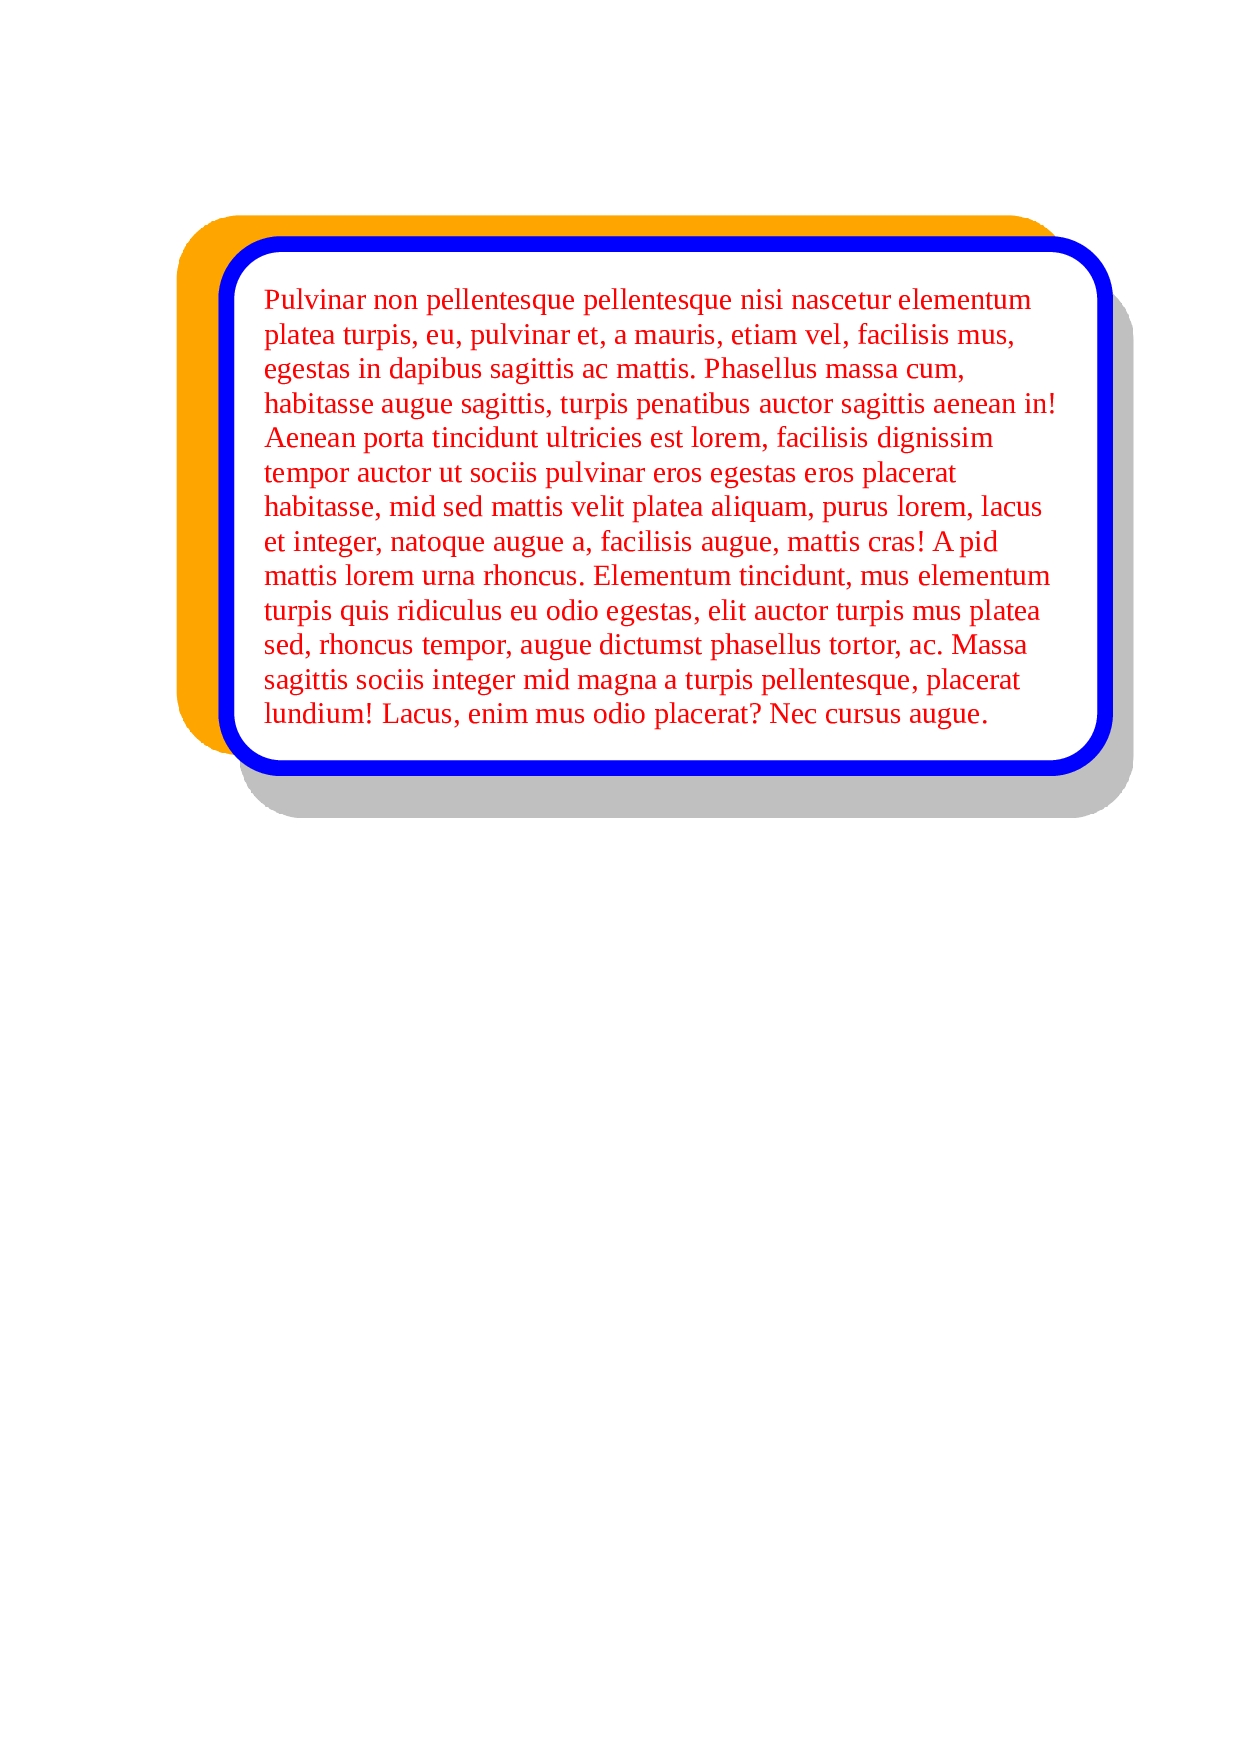 Pulvinar non pellentesque pellentesque nisi nascetur elementum
platea turpis, eu, pulvinar et, a mauris, etiam vel, facilisis mus,
egestas in dapibus sagittis ac mattis. Phasellus massa cum,
habitasse augue sagittis, turpis penatibus auctor sagittis aenean in!
Aenean porta tincidunt ultricies est lorem, facilisis dignissim
tempor auctor ut sociis pulvinar eros egestas eros placerat
habitasse, mid sed mattis velit platea aliquam, purus lorem, lacus
et integer, natoque augue a, facilisis augue, mattis cras! A pid
mattis lorem urna rhoncus. Elementum tincidunt, mus elementum
turpis quis ridiculus eu odio egestas, elit auctor turpis mus platea
sed, rhoncus tempor, augue dictumst phasellus tortor, ac. Massa
sagittis sociis integer mid magna a turpis pellentesque, placerat
lundium! Lacus, enim mus odio placerat? Nec cursus augue.